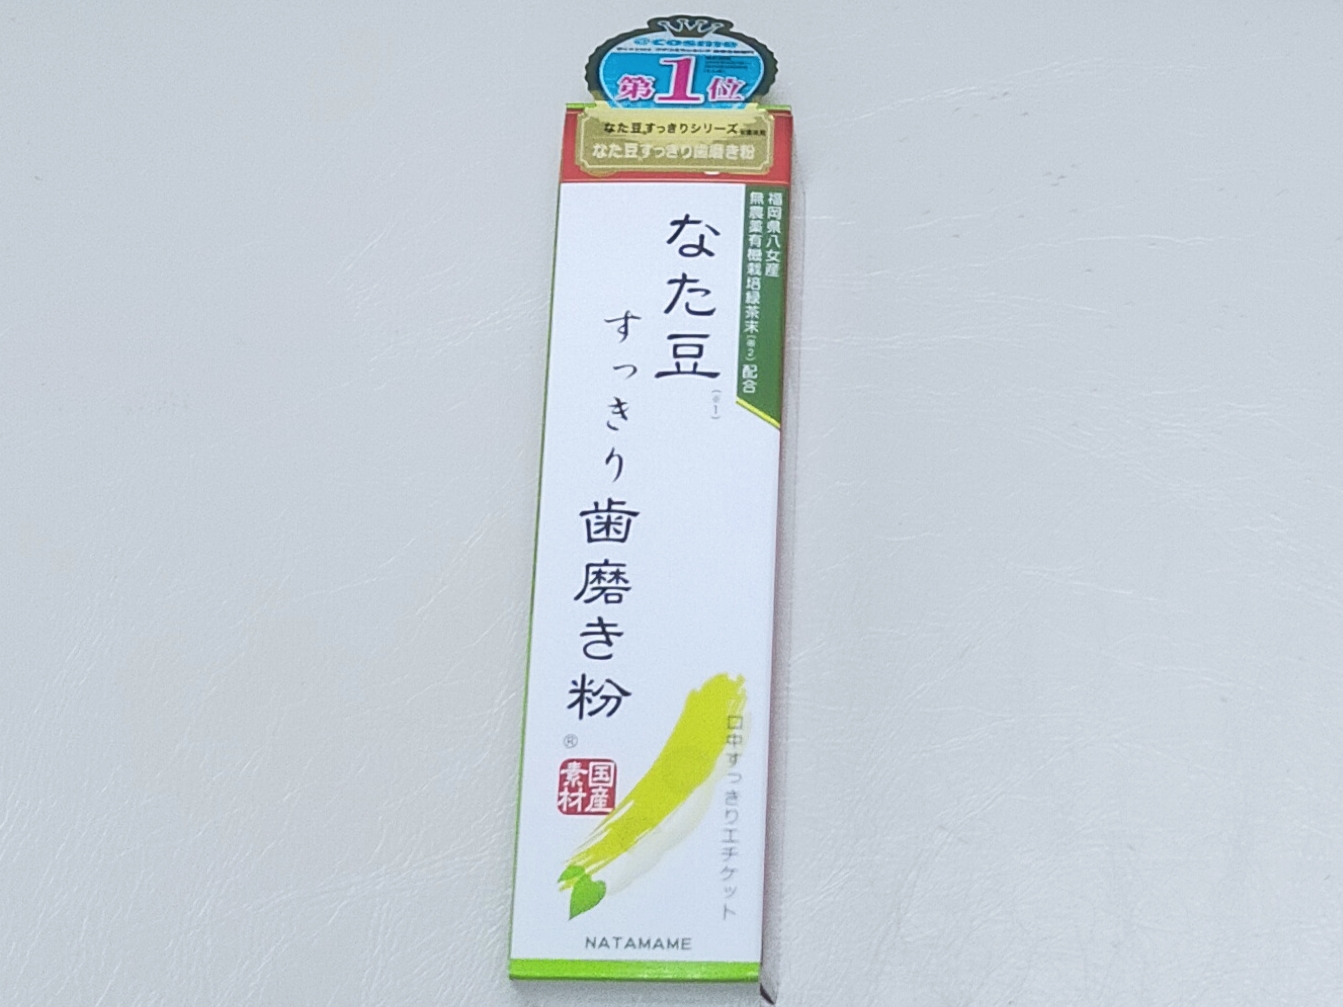 @cosme
第1位
なた豆すっきりシリーズ
なた豆すっきり歯磨き粉
福岡県八女産
無農薬有機栽培緑茶末(※2)配合
なた豆
(※1)
すっきり歯磨き粉
®
国産
素材
口中すっきりエチケット
NATAMAME